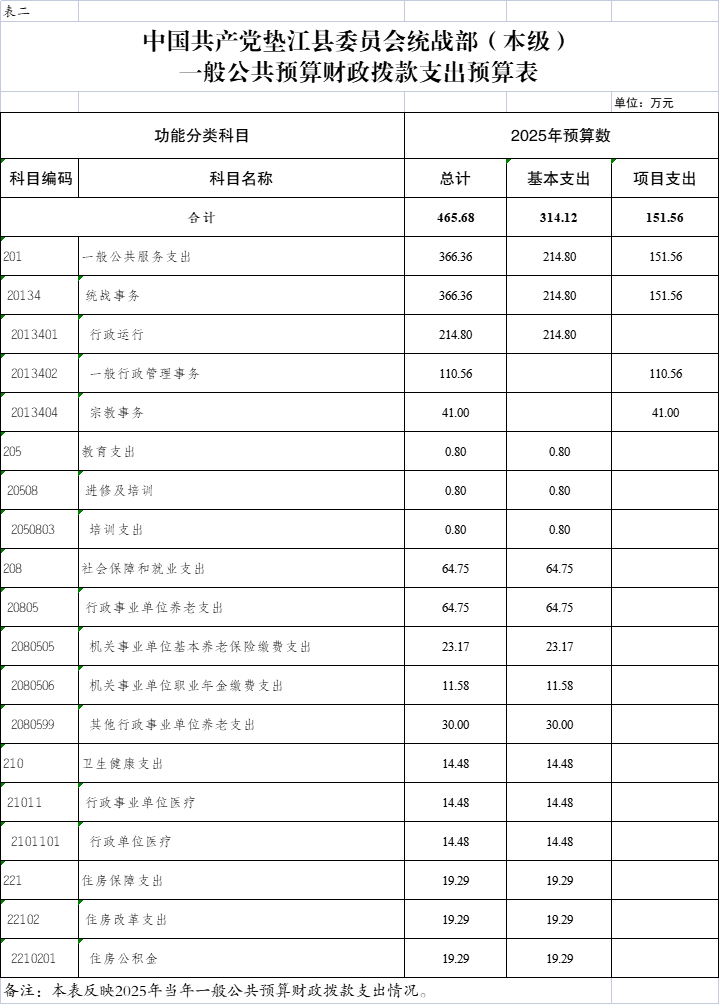 表二
中国共产党垫江县委员会统战部（本级）
一般公共预算财政拨款支出预算表
单位：万元
功能分类科目 2025年预算数
科目编码 科目名称 总计 基本支出 项目支出
合计 465.68 314.12 151.56
201 一般公共服务支出 366.36 214.80 151.56
20134 统战事务 366.36 214.80 151.56
2013401 行政运行 214.80 214.80
2013402 一般行政管理事务 110.56 110.56
2013404 宗教事务 41.00 41.00
205 教育支出 0.80 0.80
20508 进修及培训 0.80 0.80
2050803 培训支出 0.80 0.80
208 社会保障和就业支出 64.75 64.75
20805 行政事业单位养老支出 64.75 64.75
2080505 机关事业单位基本养老保险缴费支出 23.17 23.17
2080506 机关事业单位职业年金缴费支出 11.58 11.58
2080599 其他行政事业单位养老支出 30.00 30.00
210 卫生健康支出 14.48 14.48
21011 行政事业单位医疗 14.48 14.48
2101101 行政单位医疗 14.48 14.48
221 住房保障支出 19.29 19.29
22102 住房改革支出 19.29 19.29
2210201 住房公积金 19.29 19.29
备注：本表反映2025年当年一般公共预算财政拨款支出情况。